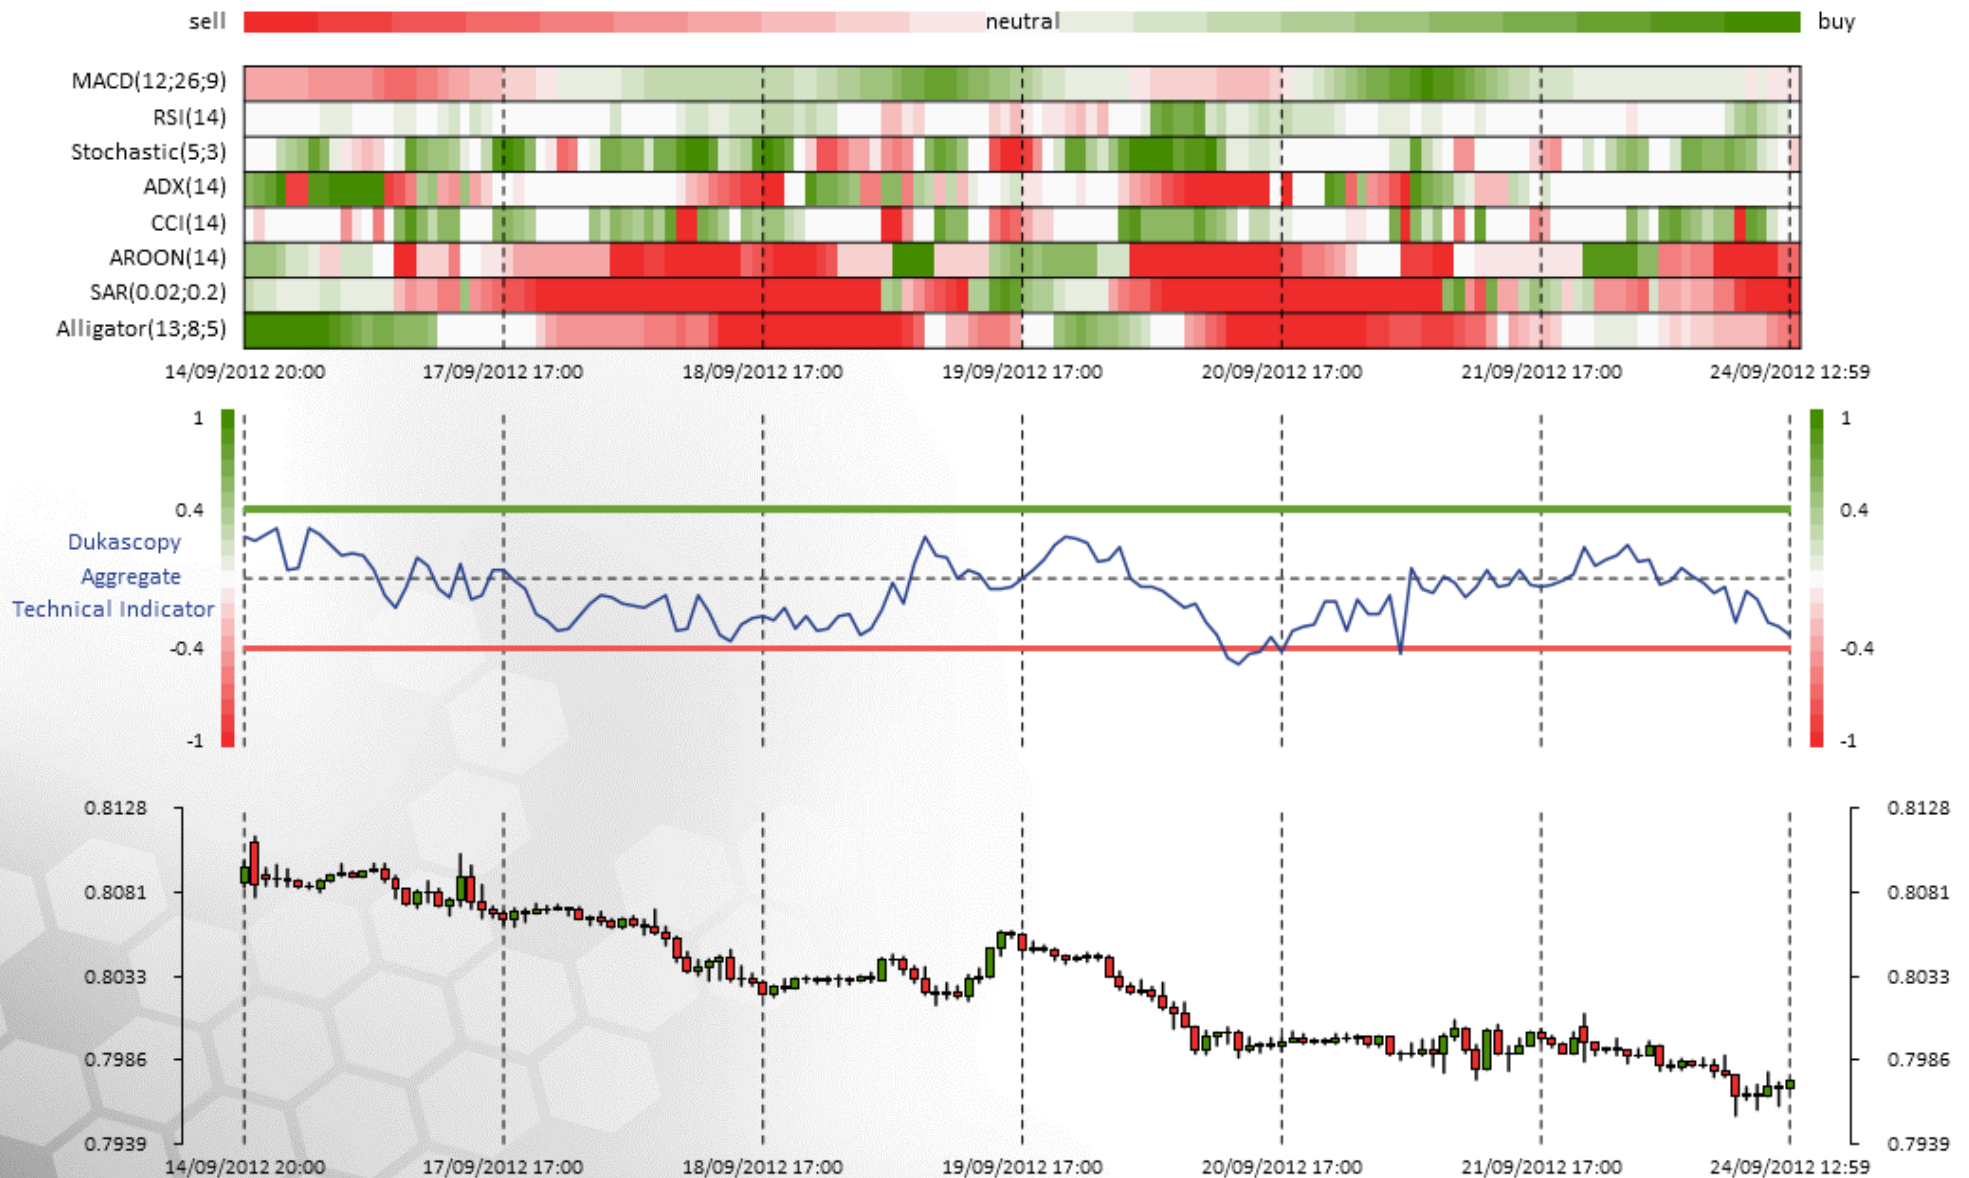 sell neutral buy
MACD(12;26;9)
RSI(14)
Stochastic(5;3)
ADX(14)
CCI(14)
AROON(14)
SAR(0.02;0.2)
Alligator(13;8;5)
14/09/2012 20:00 17/09/2012 17:00 18/09/2012 17:00 19/09/2012 17:00 20/09/2012 17:00 21/09/2012 17:00 24/09/2012 12:59
1 1
0.4 0.4
Dukascopy
Aggregate
Technical Indicator
-0.4 -0.4
-1 -1
0.8128 0.8128
0.8081 0.8081
0.8033 0.8033
0.7986 0.7986
0.7939 0.7939
14/09/2012 20:00 17/09/2012 17:00 18/09/2012 17:00 19/09/2012 17:00 20/09/2012 17:00 21/09/2012 17:00 24/09/2012 12:59